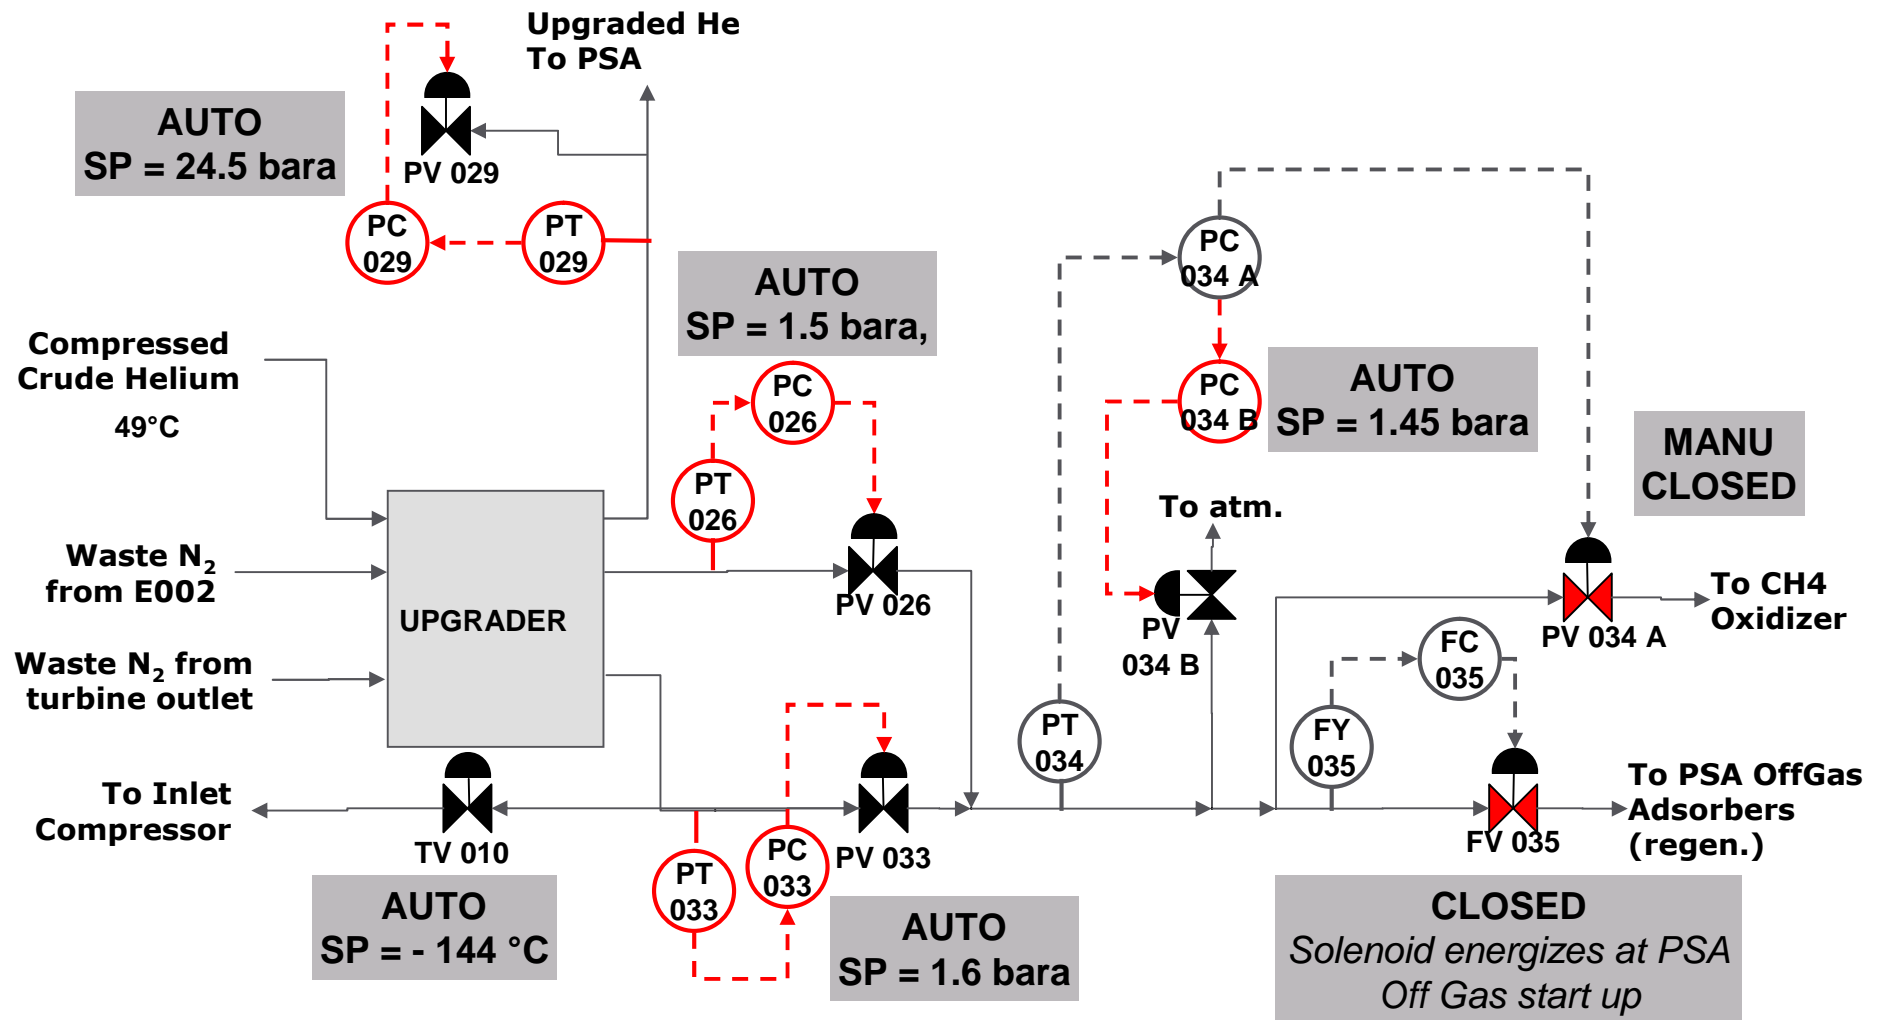 Upgraded He
To PSA
AUTO
SP = 24.5 bara
PV 029
PC
029
PT
029
AUTO
SP = 1.5 bara,
PC
034 A
Compressed
Crude Helium
49°C
PC
026
PC
034 B
AUTO
SP = 1.45 bara
MANU
CLOSED
PT
026
To atm.
Waste N₂
from E002
PV 026
UPGRADER
PV
034 B
To CH4
Oxidizer
PV 034 A
Waste N₂ from
turbine outlet
FC
035
PT
034
FY
035
To Inlet
Compressor
TV 010
PT
033
PC
033
PV 033
FV 035
To PSA OffGas
Adsorbers
(regen.)
AUTO
SP = - 144 °C
AUTO
SP = 1.6 bara
CLOSED
Solenoid energizes at PSA
Off Gas start up